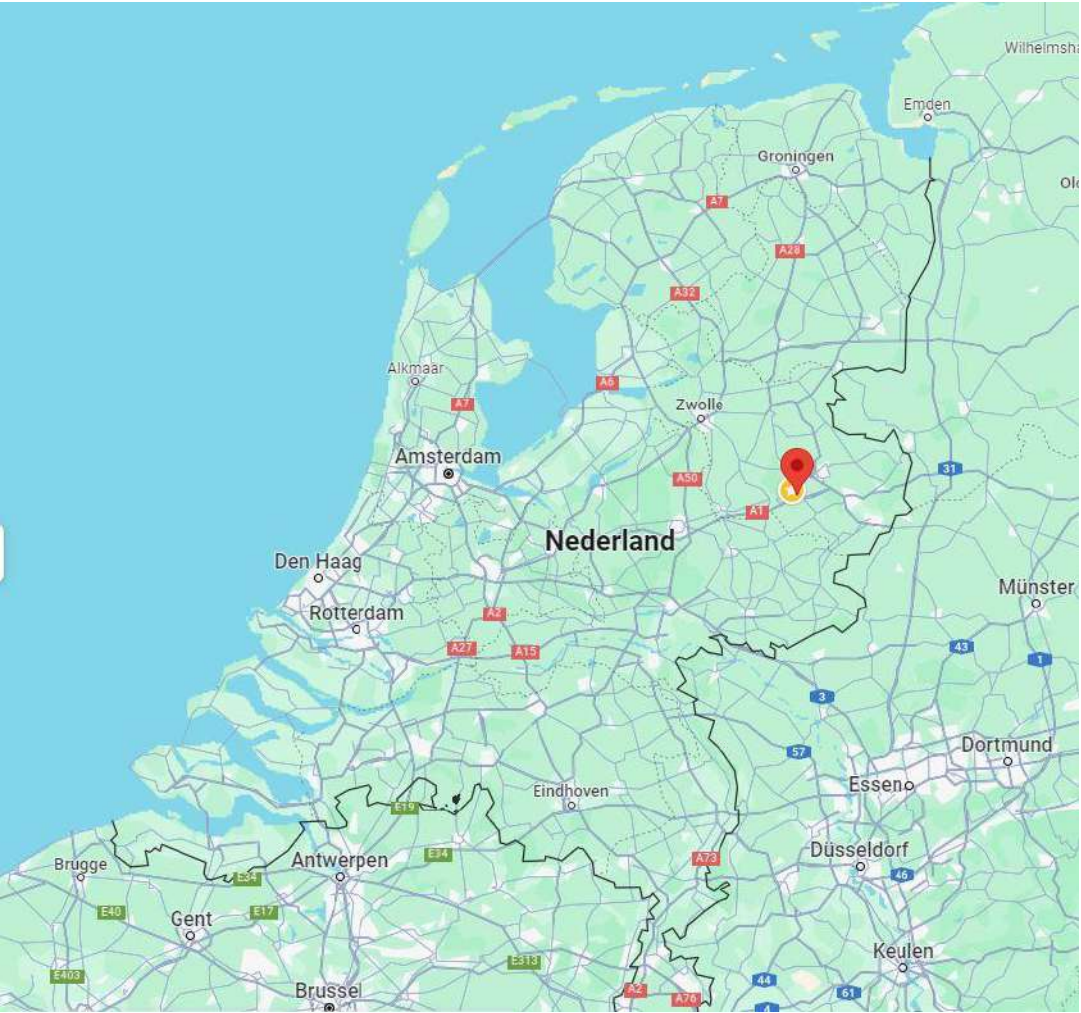 Wilhelmsha
Emden
Groningen
Old
A7
A28
A32
Alkmaar
A6
A7
Zwolle
Amsterdam
31
A50
A1
Nederland
Den Haag
Münster
Rotterdam
A2
A27
A15
43
1
3
57
Dortmund
Essen
Eindhoven
E19
Düsseldorf
E34
A73
Brugge
Antwerpen
46
E34
E40
E17
Gent
Keulen
E313
E403
44
Brussel
A2
61
A76
4